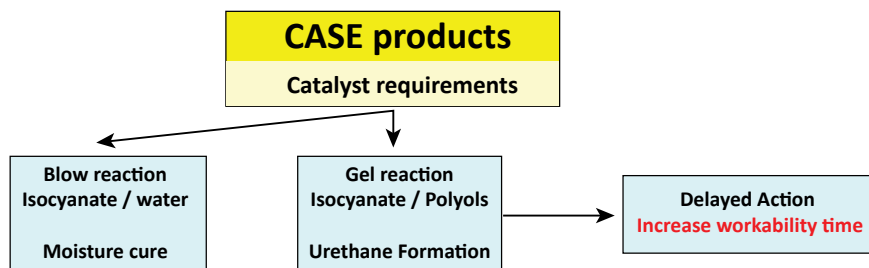 CASE products
Catalyst requirements
Blow reaction
Isocyanate / water
Moisture cure
Gel reaction
Isocyanate / Polyols
Urethane Formation
Delayed Action
Increase workability time